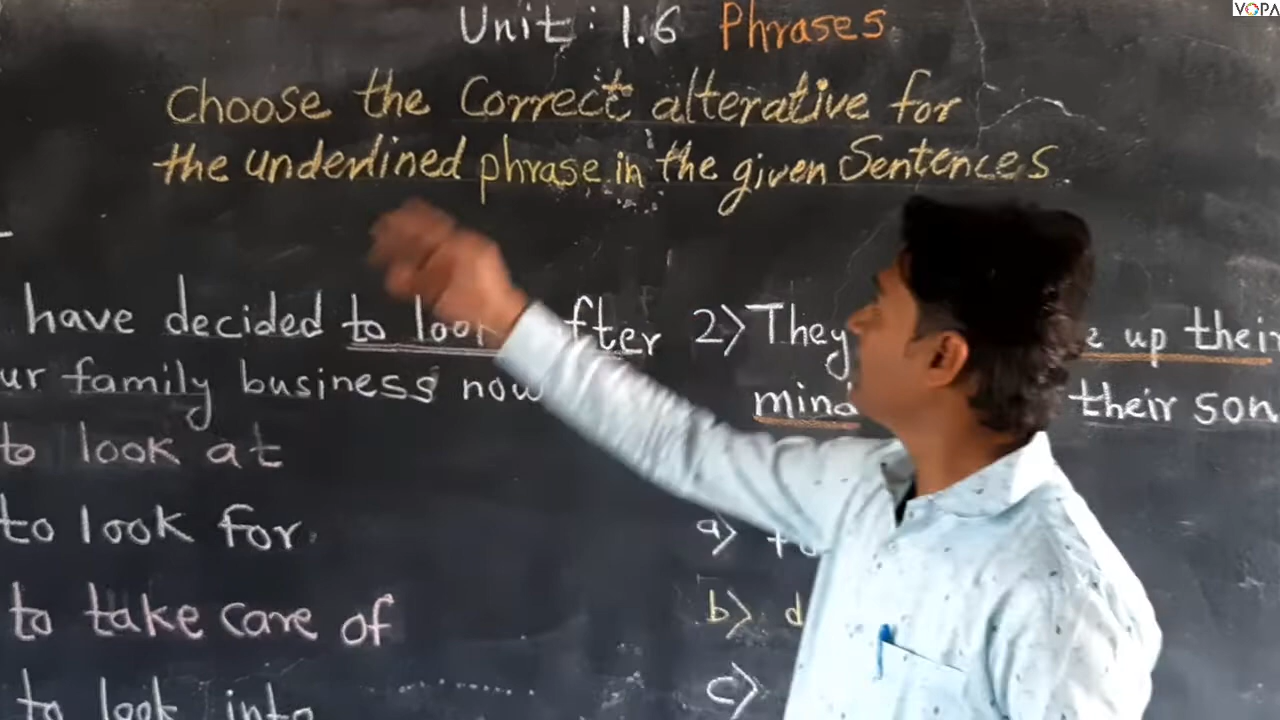 VOPA
Unit: 1.6 Phrases
Choose the Correct alterative for
the underlined phrase in the given Sentences
have decided to look after
ur family business now
to look at
to look for.
to take care of
to look into
2) They e up their
mind their son
a)
b) d
c)